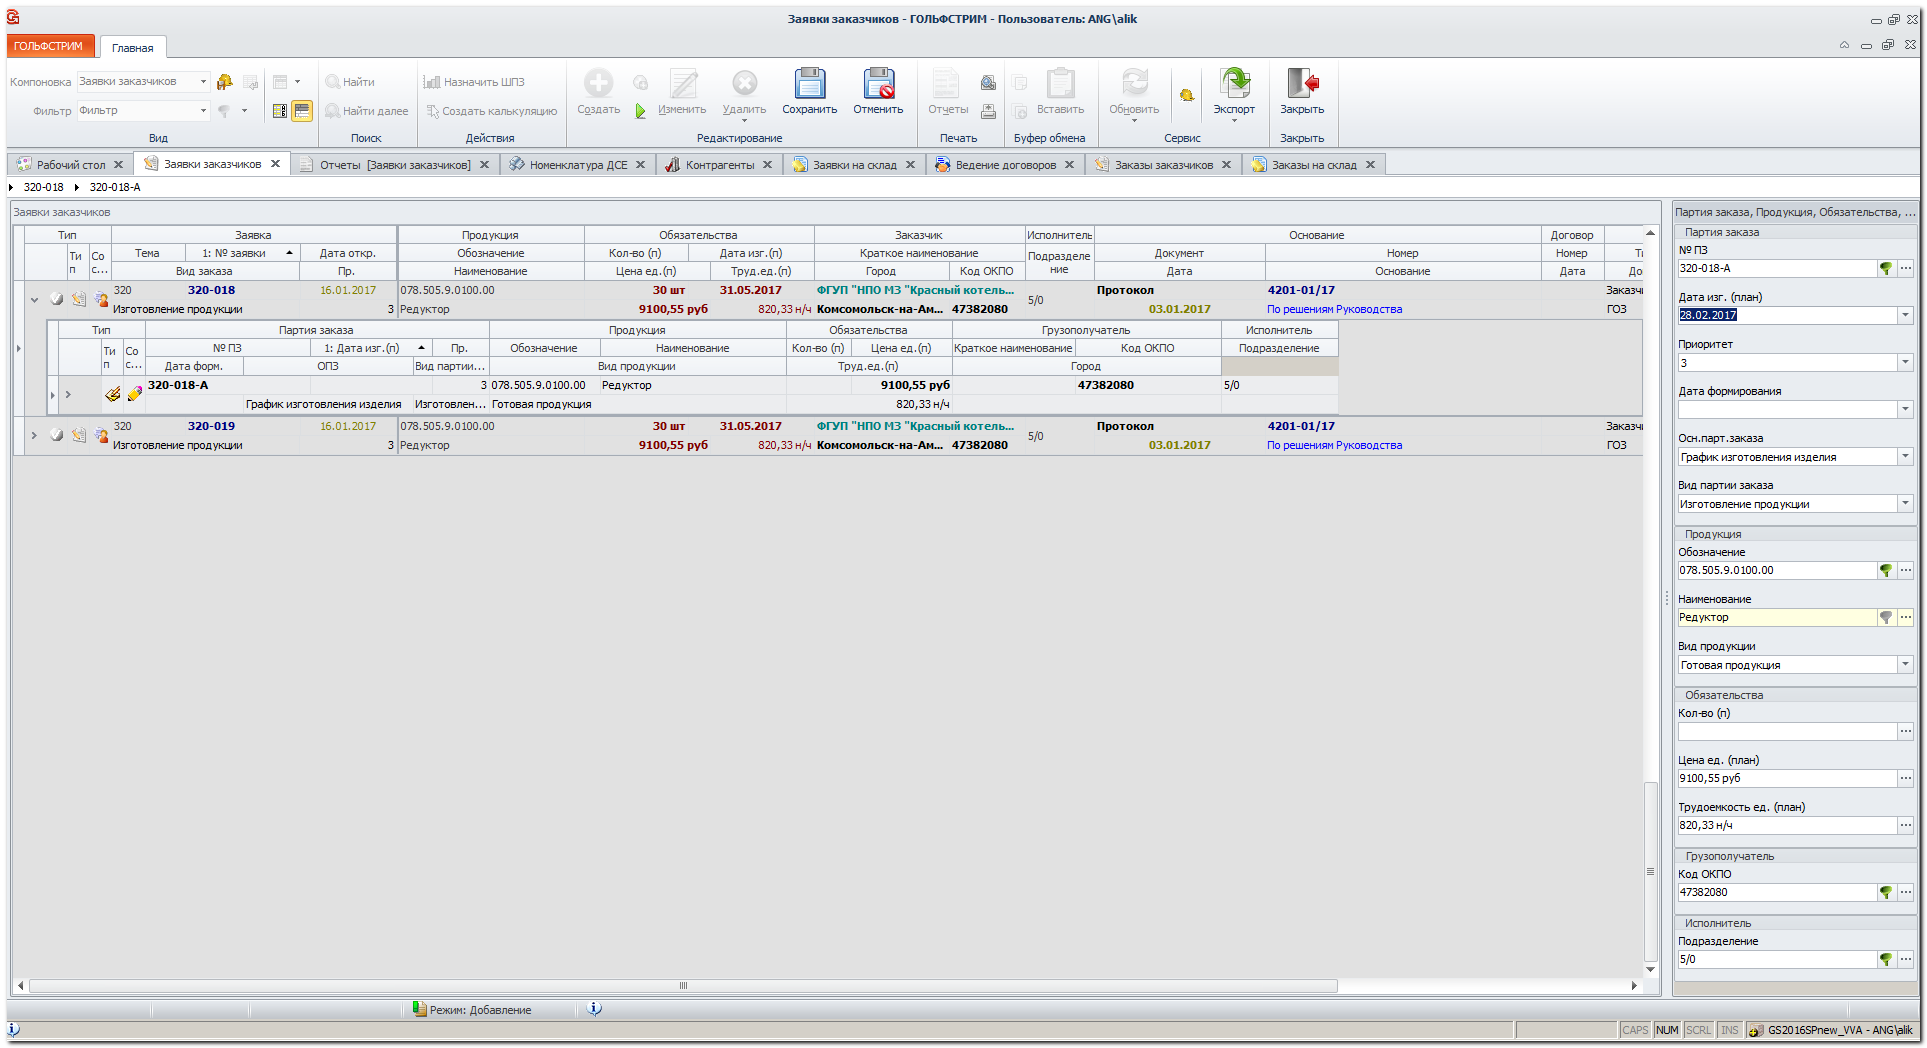 Заявки заказчиков - ГОЛЬФСТРИМ - Пользователь: ANG\alik
ГОЛЬФСТРИМ
Главная
Компоновка
Заявки заказчиков
Фильтр
Фильтр
Вид
Найти
Найти далее
Поиск
Назначить ШПЗ
Создать калькуляцию
Действия
Создать
Изменить
Удалить
Сохранить
Отменить
Редактирование
Отчеты
Печать
Вставить
Буфер обмена
Обновить
Сервис
Экспорт
Закрыть
Закрыть
Рабочий стол
Заявки заказчиков
Отчеты [Заявки заказчиков]
Номенклатура ДСЕ
Контрагенты
Заявки на склад
Ведение договоров
Заказы заказчиков
Заказы на склад
320-018 320-018-А
Заявки заказчиков
Тип Заявка Продукция Обязательства Заказчик Исполнитель Основание Договор
Ти п Со с... Тема 1: № заявки Дата откр. Обозначение Кол-во (п) Дата изг.(п) Краткое наименование Подразделе ние Документ Номер Номер
Вид заказа Пр. Наименование Цена ед.(п) Труд.ед.(п) Город Код ОКПО Дата Основание Дата
320 320-018 16.01.2017 078.505.9.0100.00 30 шт 31.05.2017 ФГУП "НПО МЗ "Красный котель... 5/0 Протокол 4201-01/17
Изготовление продукции 3 Редуктор 9100,55 руб 820,33 н/ч Комсомольск-на-Ам... 47382080 03.01.2017 По решениям Руководства ГОЗ
Тип Партия заказа Продукция Обязательства Грузополучатель Исполнитель
Ти п Со с... № ПЗ 1: Дата изг.(п) Пр. Обозначение Наименование Кол-во (п) Цена ед.(п) Краткое наименование Код ОКПО Подразделение
Дата форм. ОПЗ Вид партии... Вид продукции Труд.ед.(п) Город
320-018-А 3 078.505.9.0100.00 Редуктор 9100,55 руб 47382080 5/0
График изготовления изделия Изготовлен... Готовая продукция 820,33 н/ч
320 320-019 16.01.2017 078.505.9.0100.00 30 шт 31.05.2017 ФГУП "НПО МЗ "Красный котель... 5/0 Протокол 4201-01/17
Изготовление продукции 3 Редуктор 9100,55 руб 820,33 н/ч Комсомольск-на-Ам... 47382080 03.01.2017 По решениям Руководства ГОЗ
Партия заказа, Продукция, Обязательства, ...
Партия заказа
№ ПЗ
320-018-А
Дата изг. (план)
28.02.2017
Приоритет
3
Дата формирования
Осн.парт.заказа
График изготовления изделия
Вид партии заказа
Изготовление продукции
Продукция
Обозначение
078.505.9.0100.00
Наименование
Редуктор
Вид продукции
Готовая продукция
Обязательства
Кол-во (п)
Цена ед. (план)
9100,55 руб
Трудоемкость ед. (план)
820,33 н/ч
Грузополучатель
Код ОКПО
47382080
Исполнитель
Подразделение
5/0
Режим: Добавление
CAPS NUM SCRL INS GS2016SPnew_VVA - ANG\alik